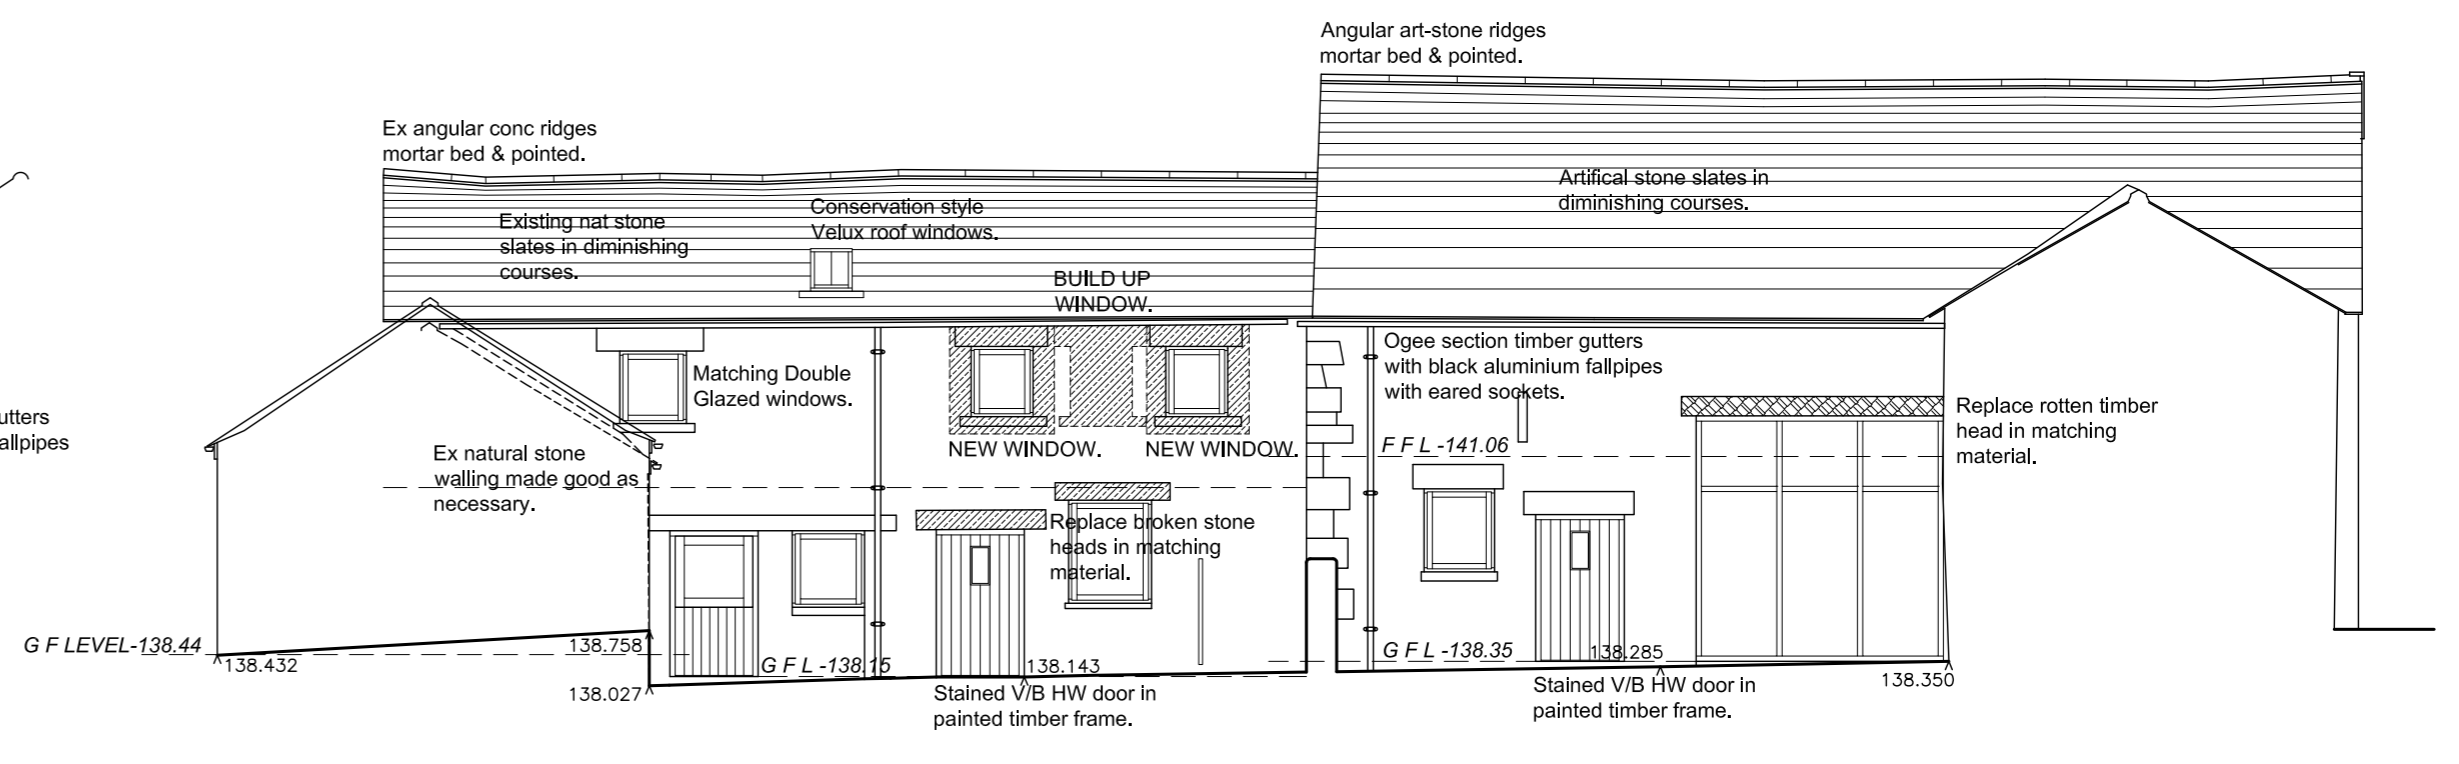 Angular art-stone ridges
mortar bed & pointed.
Ex angular conc ridges
mortar bed & pointed.
Artifical stone slates in
diminishing courses.
Conservation style
Velux roof windows.
Existing nat stone
slates in diminishing
courses.
BUILD UP
WINDOW.
Ogee section timber gutters
with black aluminium fallpipes
with eared sockets.
Matching Double
Glazed windows.
Replace rotten timber
head in matching
material.
utters
allpipes
NEW WINDOW.
NEW WINDOW.
F F L -141.06
Ex natural stone
walling made good as
necessary.
Replace broken stone
heads in matching
material.
G F LEVEL-138.44
138.432
138.758
138.027
G F L -138.15
138.143
G F L -138.35
138.285
138.350
Stained V/B HW door in
painted timber frame.
Stained V/B HW door in
painted timber frame.